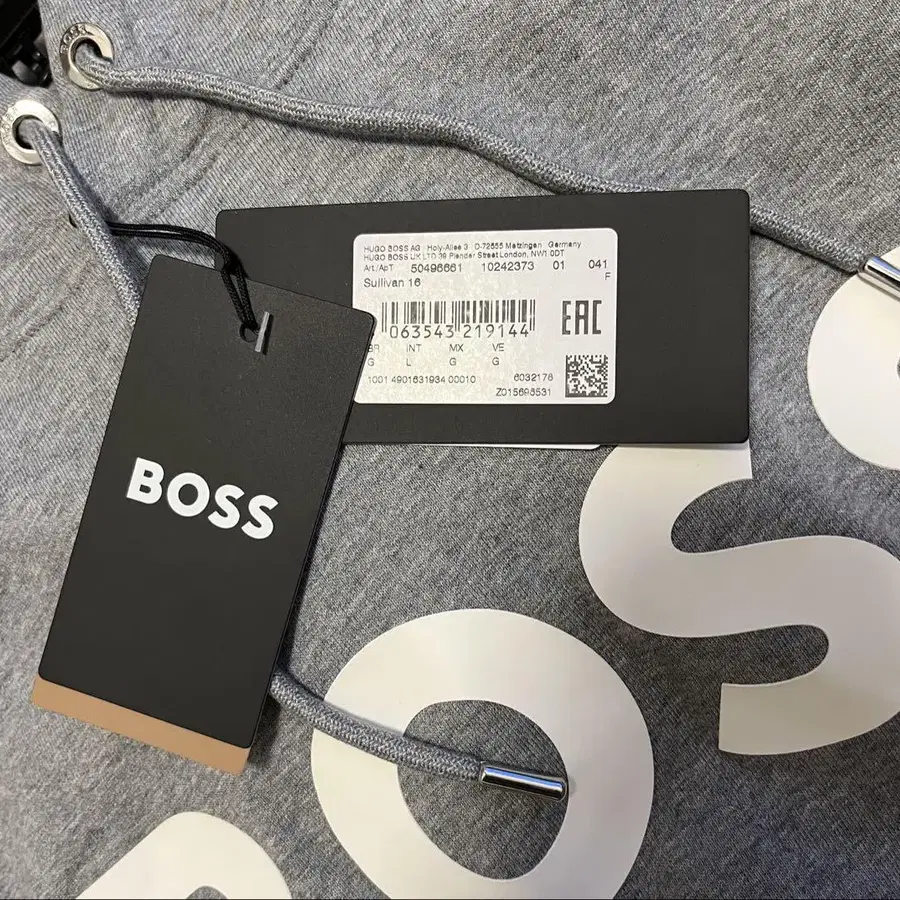 HUGO BOSS AG Holy-Allee 3 D-72555 Metzingen Germany
HUGO BOSS UK LTD 39 Plender Street London, NW1 0DT
Art./АрТ 50496661 10242373 01 041
F
Sullivan 16
063543 219144
EAC
BR INT MX VE
G L G G
1001 4901631934 00010 6032178
Z015698531
BOSS
OSS